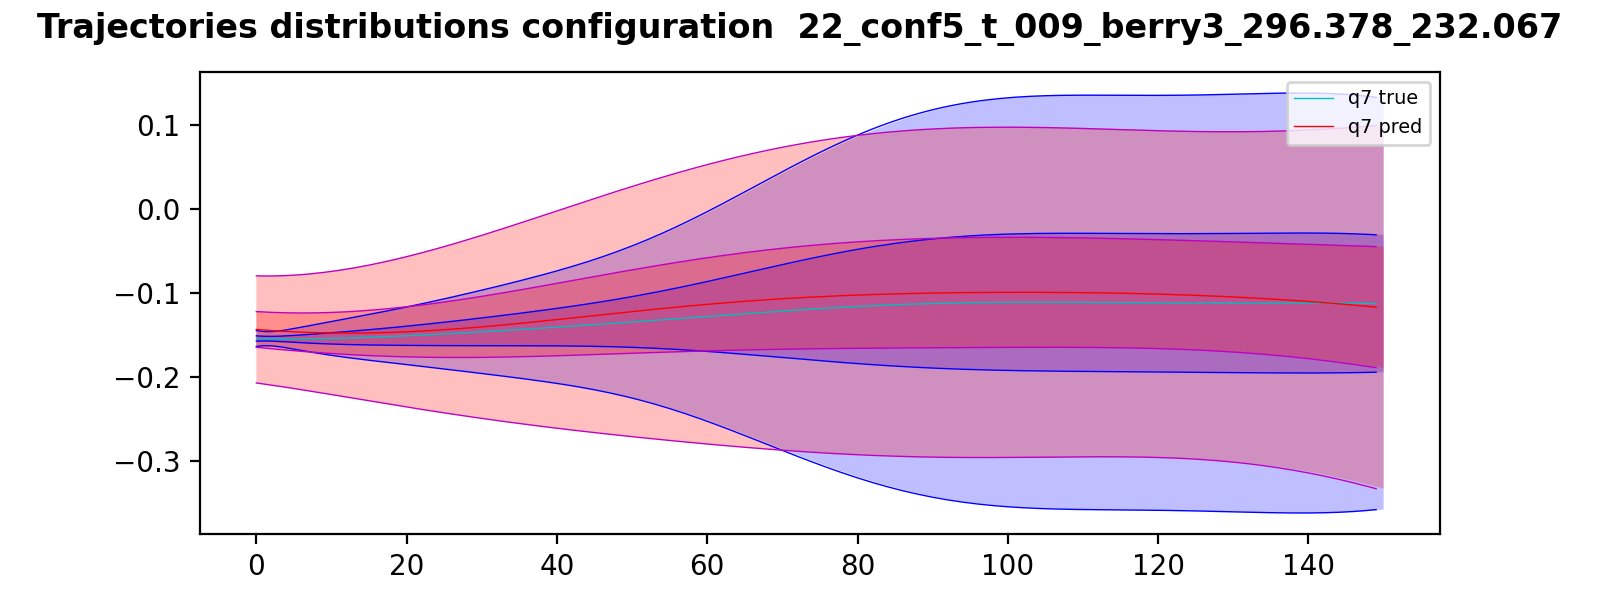 Trajectories distributions configuration  22_conf5_t_009_berry3_296.378_232.067
q7 true
q7 pred
0.1
0.0
−0.1
−0.2
−0.3
0 20 40 60 80 100 120 140